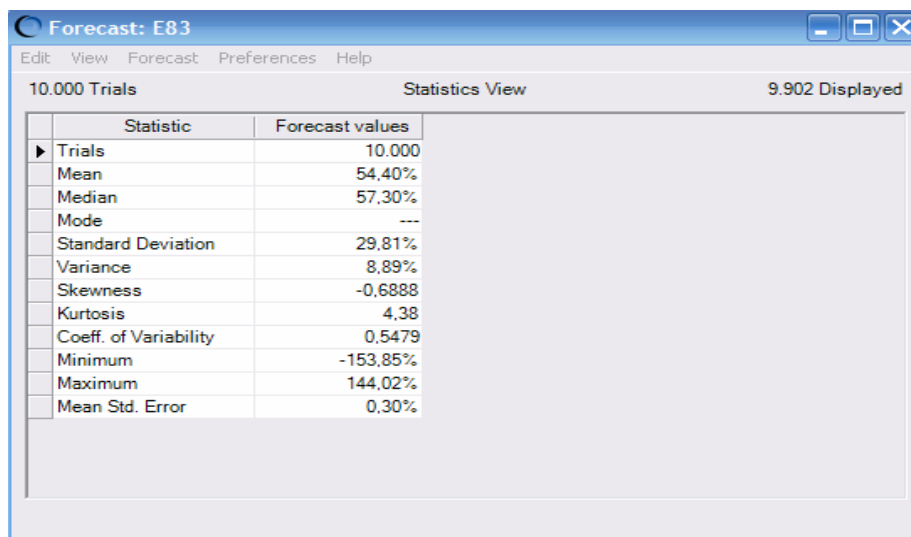 Forecast: E83
Edit View Forecast Preferences Help
10.000 Trials Statistics View 9.902 Displayed
Statistic Forecast values
Trials 10.000
Mean 54,40%
Median 57,30%
Mode ---
Standard Deviation 29,81%
Variance 8,89%
Skewness -0,6888
Kurtosis 4,38
Coeff. of Variability 0,5479
Minimum -153,85%
Maximum 144,02%
Mean Std. Error 0,30%